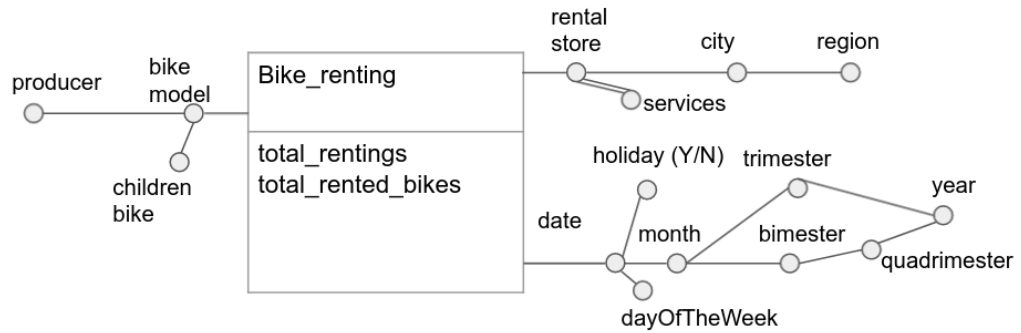 rental
store
city
region
producer
bike
model
Bike_renting
services
children
bike
total_rentings
total_rented_bikes
holiday (Y/N)
trimester
year
date
month
bimester
quadrimester
dayOfTheWeek